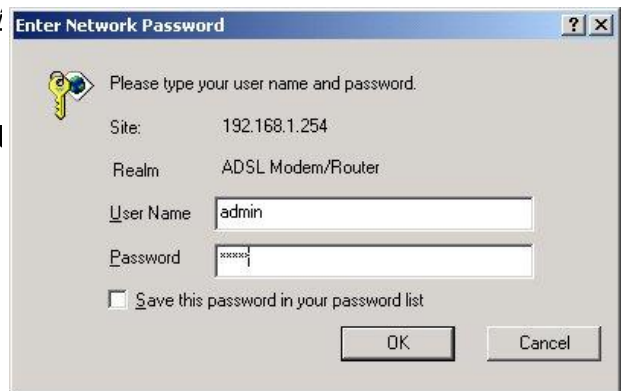 Enter Network Password
Please type your user name and password.
Site: 192.168.1.254
Realm ADSL Modem/Router
User Name admin
Password *****
Save this password in your password list
OK Cancel